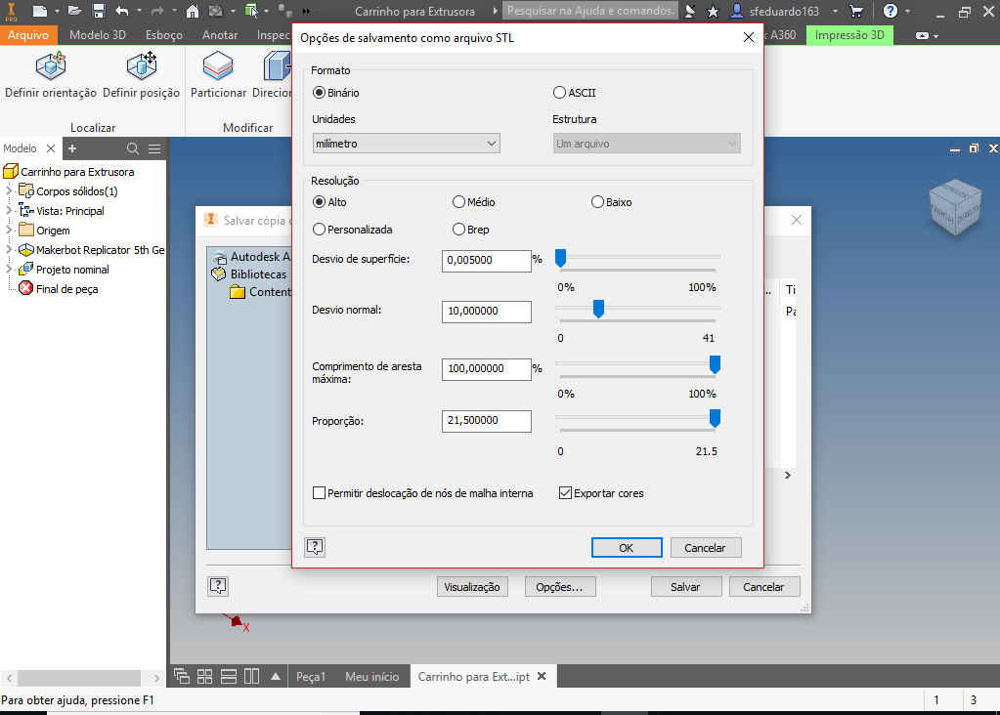 PRO
Carrinho para Extrusora
Pesquisar na Ajuda e comandos.
sfeduardo163
Arquivo
Modelo 3D
Esboço
Anotar
Inspec
A360
Impressão 3D
Definir orientação
Definir posição
Particionar
Direcion
Localizar
Modificar
Modelo
Carrinho para Extrusora
Corpos sólidos(1)
Vista: Principal
Origem
Makerbot Replicator 5th Ge
Projeto nominal
Final de peça
Salvar cópia
Autodesk A
Bibliotecas
Content
Opções de salvamento como arquivo STL
Formato
Binário
ASCII
Unidades
Estrutura
milímetro
Um arquivo
Resolução
Alto
Médio
Baixo
Personalizada
Brep
Desvio de superfície:
0,005000
%
0%
100%
Desvio normal:
10,000000
0
41
Comprimento de aresta
máxima:
100,000000
%
0%
100%
Proporção:
21,500000
0
21.5
Permitir deslocação de nós de malha interna
Exportar cores
OK
Cancelar
...
Ti
Pa
Visualização
Opções...
Salvar
Cancelar
PRINCIPAL
DIREITA
X
Peça1
Meu início
Carrinho para Ext...ipt
Para obter ajuda, pressione F1
1
3